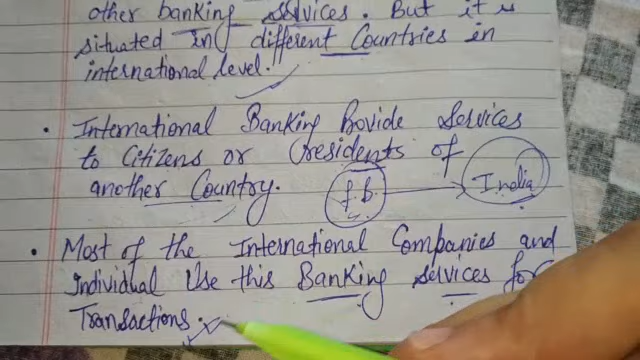 other banking services. But it is
situated in different Countries in
international level.
• International Banking Provide Services
to Citizens or residents of
another Country.
f.b.
India
• Most of the International Companies and
Individual Use this Banking services for
Transactions.